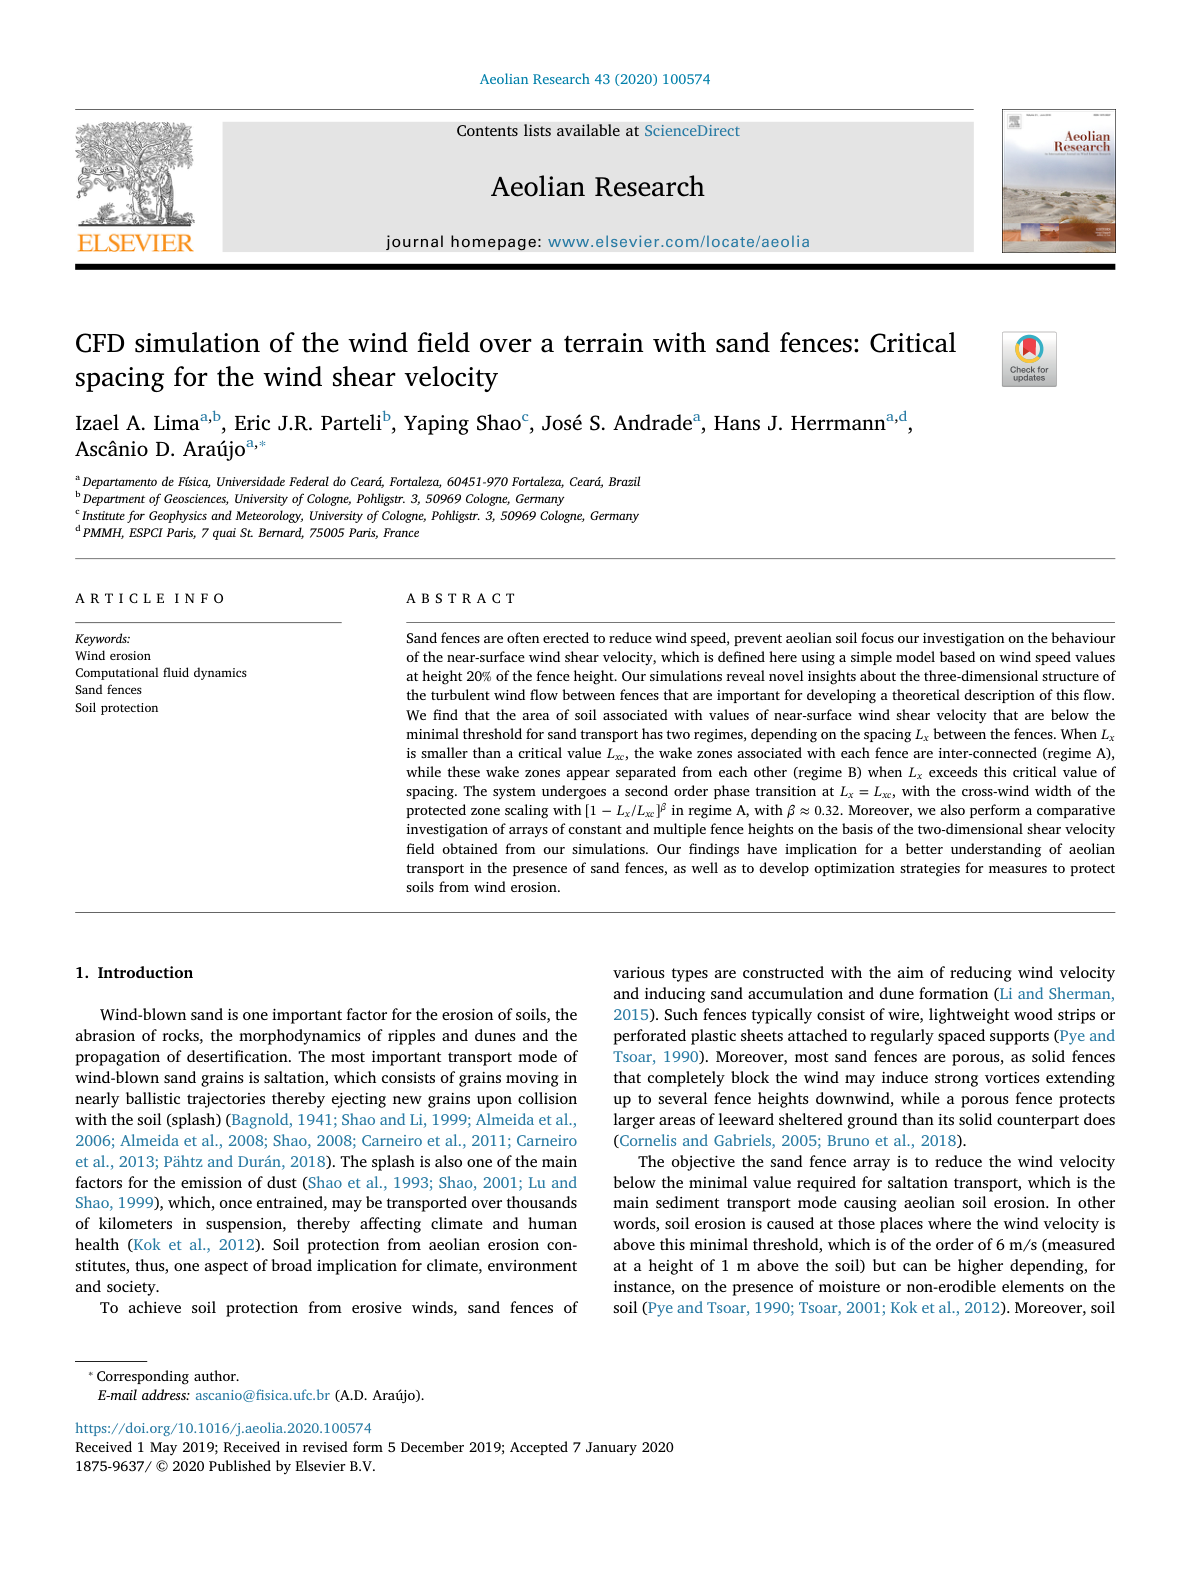 Aeolian Research 43 (2020) 100574
Contents lists available at ScienceDirect
Aeolian Research
journal homepage: www.elsevier.com/locate/aeolia
ELSEVIER
Aeolian
Research
CFD simulation of the wind field over a terrain with sand fences: Critical
spacing for the wind shear velocity
Check for
updates
Izael A. Lima^a,b, Eric J.R. Parteli^b, Yaping Shao^c, José S. Andrade^a, Hans J. Herrmann^a,d,
Ascânio D. Araújo^a,*
^a Departamento de Física, Universidade Federal do Ceará, Fortaleza, 60451-970 Fortaleza, Ceará, Brazil
^b Department of Geosciences, University of Cologne, Pohligstr. 3, 50969 Cologne, Germany
^c Institute for Geophysics and Meteorology, University of Cologne, Pohligstr. 3, 50969 Cologne, Germany
^d PMMH, ESPCI Paris, 7 quai St. Bernard, 75005 Paris, France
ARTICLE INFO
Keywords:
Wind erosion
Computational fluid dynamics
Sand fences
Soil protection
ABSTRACT
Sand fences are often erected to reduce wind speed, prevent aeolian soil focus our investigation on the behaviour
of the near-surface wind shear velocity, which is defined here using a simple model based on wind speed values
at height 20% of the fence height. Our simulations reveal novel insights about the three-dimensional structure of
the turbulent wind flow between fences that are important for developing a theoretical description of this flow.
We find that the area of soil associated with values of near-surface wind shear velocity that are below the
minimal threshold for sand transport has two regimes, depending on the spacing L_x between the fences. When L_x
is smaller than a critical value L_xc, the wake zones associated with each fence are inter-connected (regime A),
while these wake zones appear separated from each other (regime B) when L_x exceeds this critical value of
spacing. The system undergoes a second order phase transition at L_x = L_xc, with the cross-wind width of the
protected zone scaling with [1 − L_x/L_xc]^β in regime A, with β ≈ 0.32. Moreover, we also perform a comparative
investigation of arrays of constant and multiple fence heights on the basis of the two-dimensional shear velocity
field obtained from our simulations. Our findings have implication for a better understanding of aeolian
transport in the presence of sand fences, as well as to develop optimization strategies for measures to protect
soils from wind erosion.
1. Introduction
Wind-blown sand is one important factor for the erosion of soils, the
abrasion of rocks, the morphodynamics of ripples and dunes and the
propagation of desertification. The most important transport mode of
wind-blown sand grains is saltation, which consists of grains moving in
nearly ballistic trajectories thereby ejecting new grains upon collision
with the soil (splash) (Bagnold, 1941; Shao and Li, 1999; Almeida et al.,
2006; Almeida et al., 2008; Shao, 2008; Carneiro et al., 2011; Carneiro
et al., 2013; Pähtz and Durán, 2018). The splash is also one of the main
factors for the emission of dust (Shao et al., 1993; Shao, 2001; Lu and
Shao, 1999), which, once entrained, may be transported over thousands
of kilometers in suspension, thereby affecting climate and human
health (Kok et al., 2012). Soil protection from aeolian erosion con-
stitutes, thus, one aspect of broad implication for climate, environment
and society.
To achieve soil protection from erosive winds, sand fences of
various types are constructed with the aim of reducing wind velocity
and inducing sand accumulation and dune formation (Li and Sherman,
2015). Such fences typically consist of wire, lightweight wood strips or
perforated plastic sheets attached to regularly spaced supports (Pye and
Tsoar, 1990). Moreover, most sand fences are porous, as solid fences
that completely block the wind may induce strong vortices extending
up to several fence heights downwind, while a porous fence protects
larger areas of leeward sheltered ground than its solid counterpart does
(Cornelis and Gabriels, 2005; Bruno et al., 2018).
The objective the sand fence array is to reduce the wind velocity
below the minimal value required for saltation transport, which is the
main sediment transport mode causing aeolian soil erosion. In other
words, soil erosion is caused at those places where the wind velocity is
above this minimal threshold, which is of the order of 6 m/s (measured
at a height of 1 m above the soil) but can be higher depending, for
instance, on the presence of moisture or non-erodible elements on the
soil (Pye and Tsoar, 1990; Tsoar, 2001; Kok et al., 2012). Moreover, soil
* Corresponding author.
E-mail address: ascanio@fisica.ufc.br (A.D. Araújo).
https://doi.org/10.1016/j.aeolia.2020.100574
Received 1 May 2019; Received in revised form 5 December 2019; Accepted 7 January 2020
1875-9637/ © 2020 Published by Elsevier B.V.